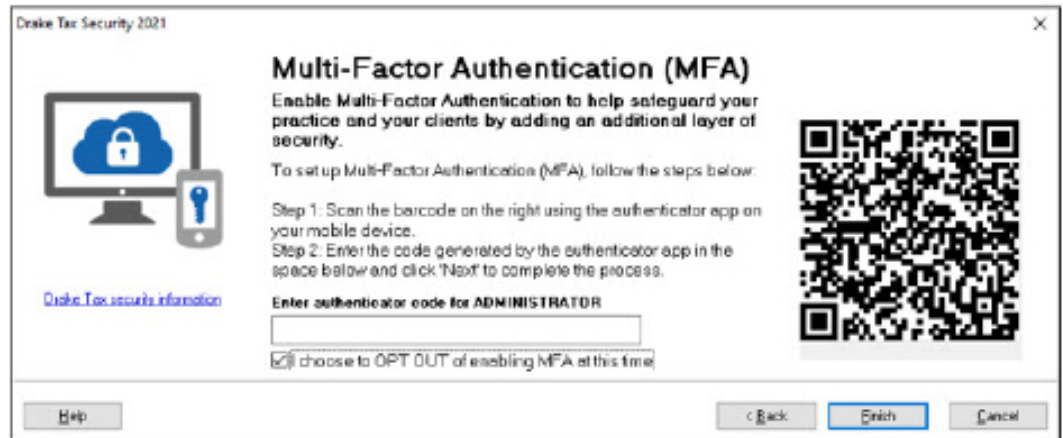 Drake Tax Security 2021
Multi-Factor Authentication (MFA)
Enable Multi-Factor Authentication to help safeguard your
practice and your clients by adding an additional layer of
security.
To set up Multi-Factor Authentication (MFA), follow the steps below:
Step 1: Scan the barcode on the right using the authenticator app on
your mobile device.
Step 2: Enter the code generated by the authenticator app in the
space below and click 'Next' to complete the process.
Drake Tax security information
Enter authenticator code for ADMINISTRATOR
I choose to OPT OUT of enabling MFA at this time
Help
< Back
Finish
Cancel